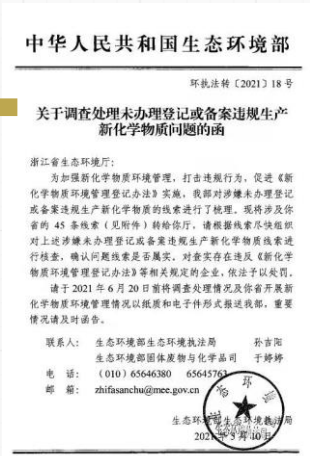 中华人民共和国生态环境部
环执法转〔2021〕18号
关于调查处理未办理登记或备案违规生产
新化学物质问题的函
浙江省生态环境厅：
为加强新化学物质环境管理，打击违规行为，促进《新
化学物质环境管理登记办法》实施，我部对涉嫌未办理登记
或备案违规生产新化学物质的线索进行了梳理。现将涉及你
省的 45 条线索（见附件）转给你厅，请根据线索尽快组织
对上述涉嫌未办理登记或备案违规生产新化学物质线索进
行核查，确认问题线索是否属实。对查实存在违反《新化学
物质环境管理登记办法》等相关规定的企业，依法予以处罚。
请于 2021 年 6 月 20 日前将调查处理情况及你省开展新
化学物质环境管理情况以纸质和电子件形式报送我部，重要
情况请及时函告。
联系人：生态环境部生态环境执法局 孙吉阳
生态环境部固体废物与化学品司 于婷婷
电 话：（010）65646380 65645763
邮 箱：zhifasanchu@mee.gov.cn
生态环境部生态环境执法局
2021年3月10日